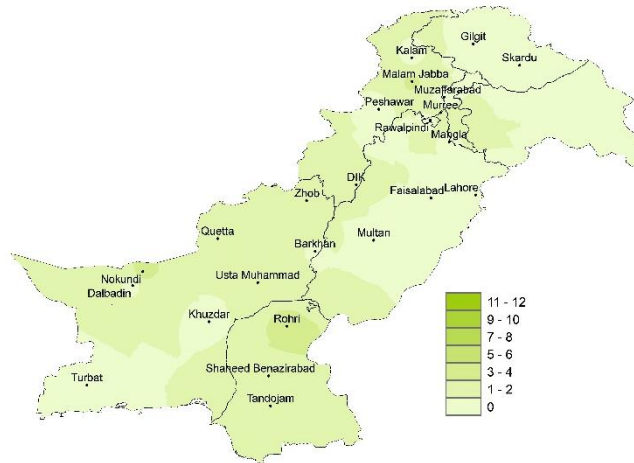 Gilgit
Kalam
Skardu
Malam Jabba
Muzaffarabad
Peshawar
Murree
Rawalpindi
Mangla
DIK
Zhob
Faisalabad
Lahore
Quetta
Multan
Barkhan
Nokundi
Usta Muhammad
Dalbadin
Khuzdar
Rohri
Turbat
Shaheed Benazirabad
Tandojam
11 - 12
9 - 10
7 - 8
5 - 6
3 - 4
1 - 2
0